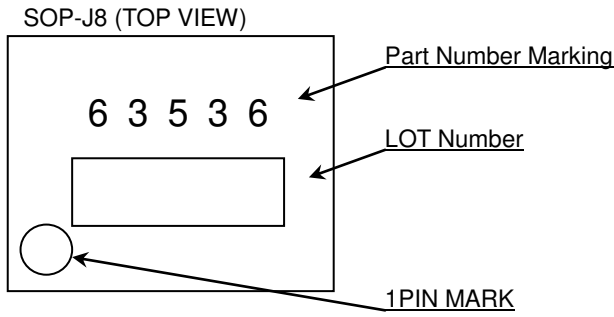 SOP-J8 (TOP VIEW)
Part Number Marking
6 3 5 3 6
LOT Number
1PIN MARK